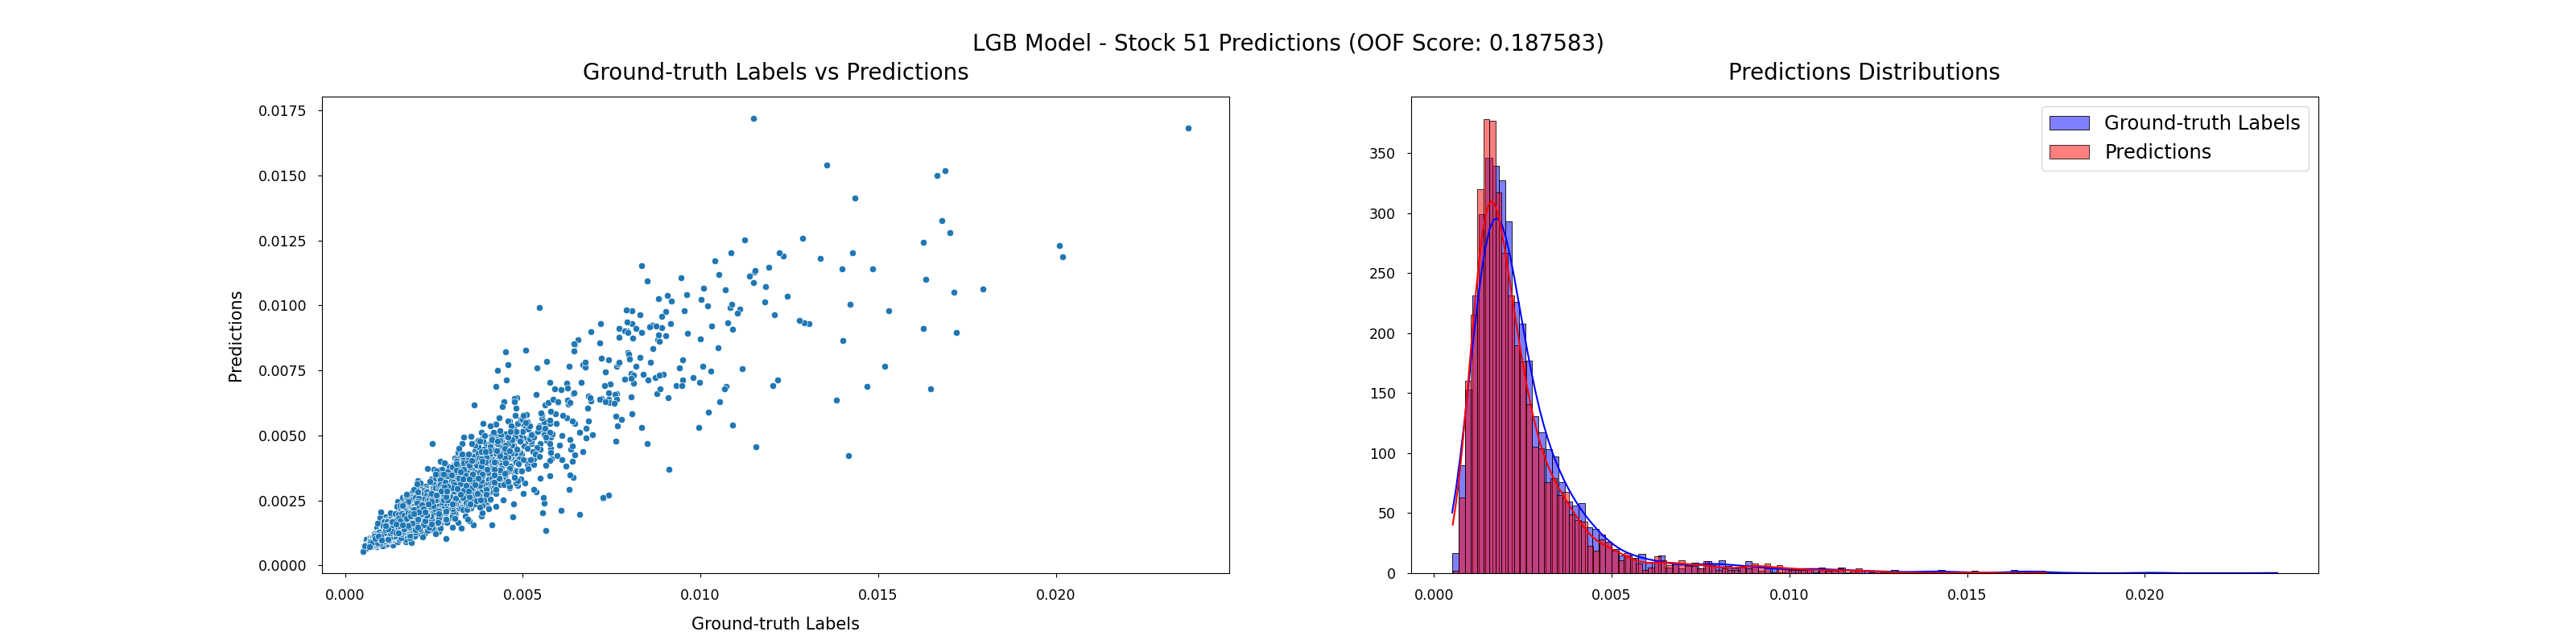 LGB Model - Stock 51 Predictions (OOF Score: 0.187583)
Ground-truth Labels vs Predictions
0.0175
0.0150
0.0125
0.0100
0.0075
0.0050
0.0025
0.0000
Predictions
0.000 0.005 0.010 0.015 0.020
Ground-truth Labels
Predictions Distributions
Ground-truth Labels
Predictions
350
300
250
200
150
100
50
0
0.000 0.005 0.010 0.015 0.020